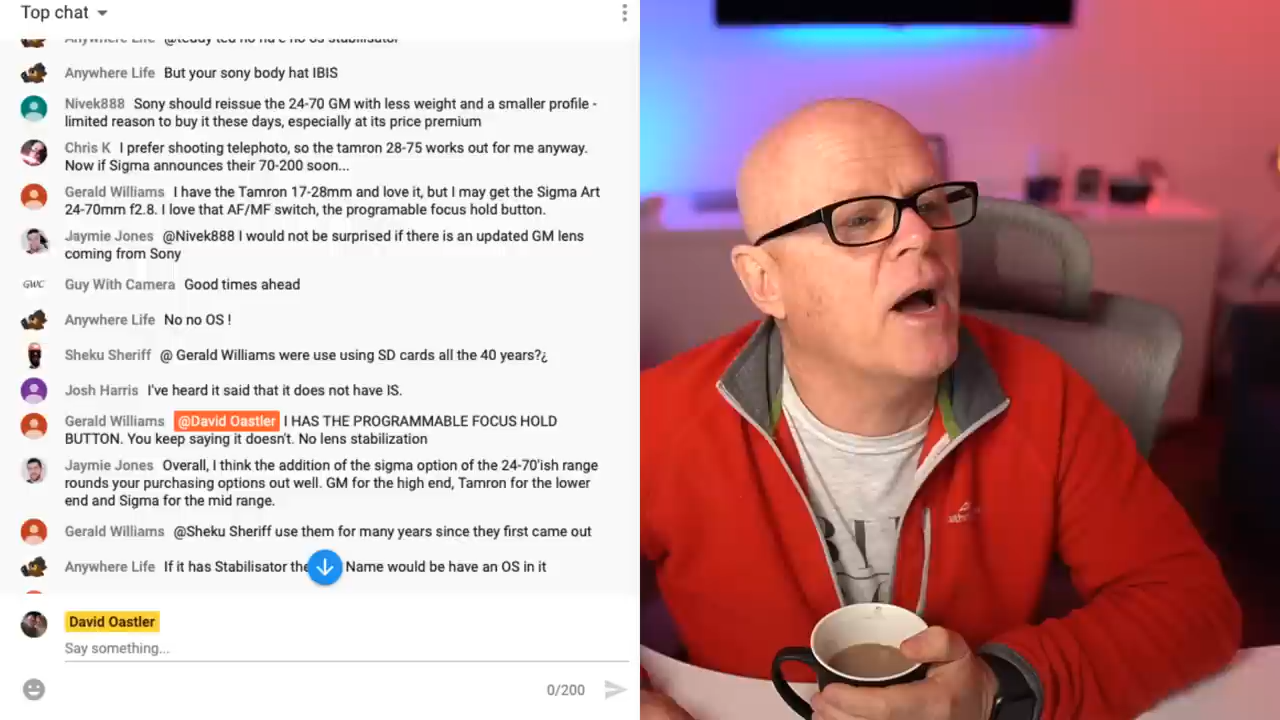 Top chat
Anywhere Life
Anywhere Life But your sony body hat IBIS
Nivek888 Sony should reissue the 24-70 GM with less weight and a smaller profile -
limited reason to buy it these days, especially at its price premium
Chris K I prefer shooting telephoto, so the tamron 28-75 works out for me anyway.
Now if Sigma announces their 70-200 soon...
Gerald Williams I have the Tamron 17-28mm and love it, but I may get the Sigma Art
24-70mm f2.8. I love that AF/MF switch, the programable focus hold button.
Jaymie Jones @Nivek888 I would not be surprised if there is an updated GM lens
coming from Sony
GWC Guy With Camera Good times ahead
Anywhere Life No no OS !
Sheku Sheriff @ Gerald Williams were use using SD cards all the 40 years?¿
Josh Harris I've heard it said that it does not have IS.
Gerald Williams @David Oastler I HAS THE PROGRAMMABLE FOCUS HOLD
BUTTON. You keep saying it doesn't. No lens stabilization
Jaymie Jones Overall, I think the addition of the sigma option of the 24-70'ish range
rounds your purchasing options out well. GM for the high end, Tamron for the lower
end and Sigma for the mid range.
Gerald Williams @Sheku Sheriff use them for many years since they first came out
Anywhere Life If it has Stabilisator the Name would be have an OS in it
David Oastler
Say something...
0/200